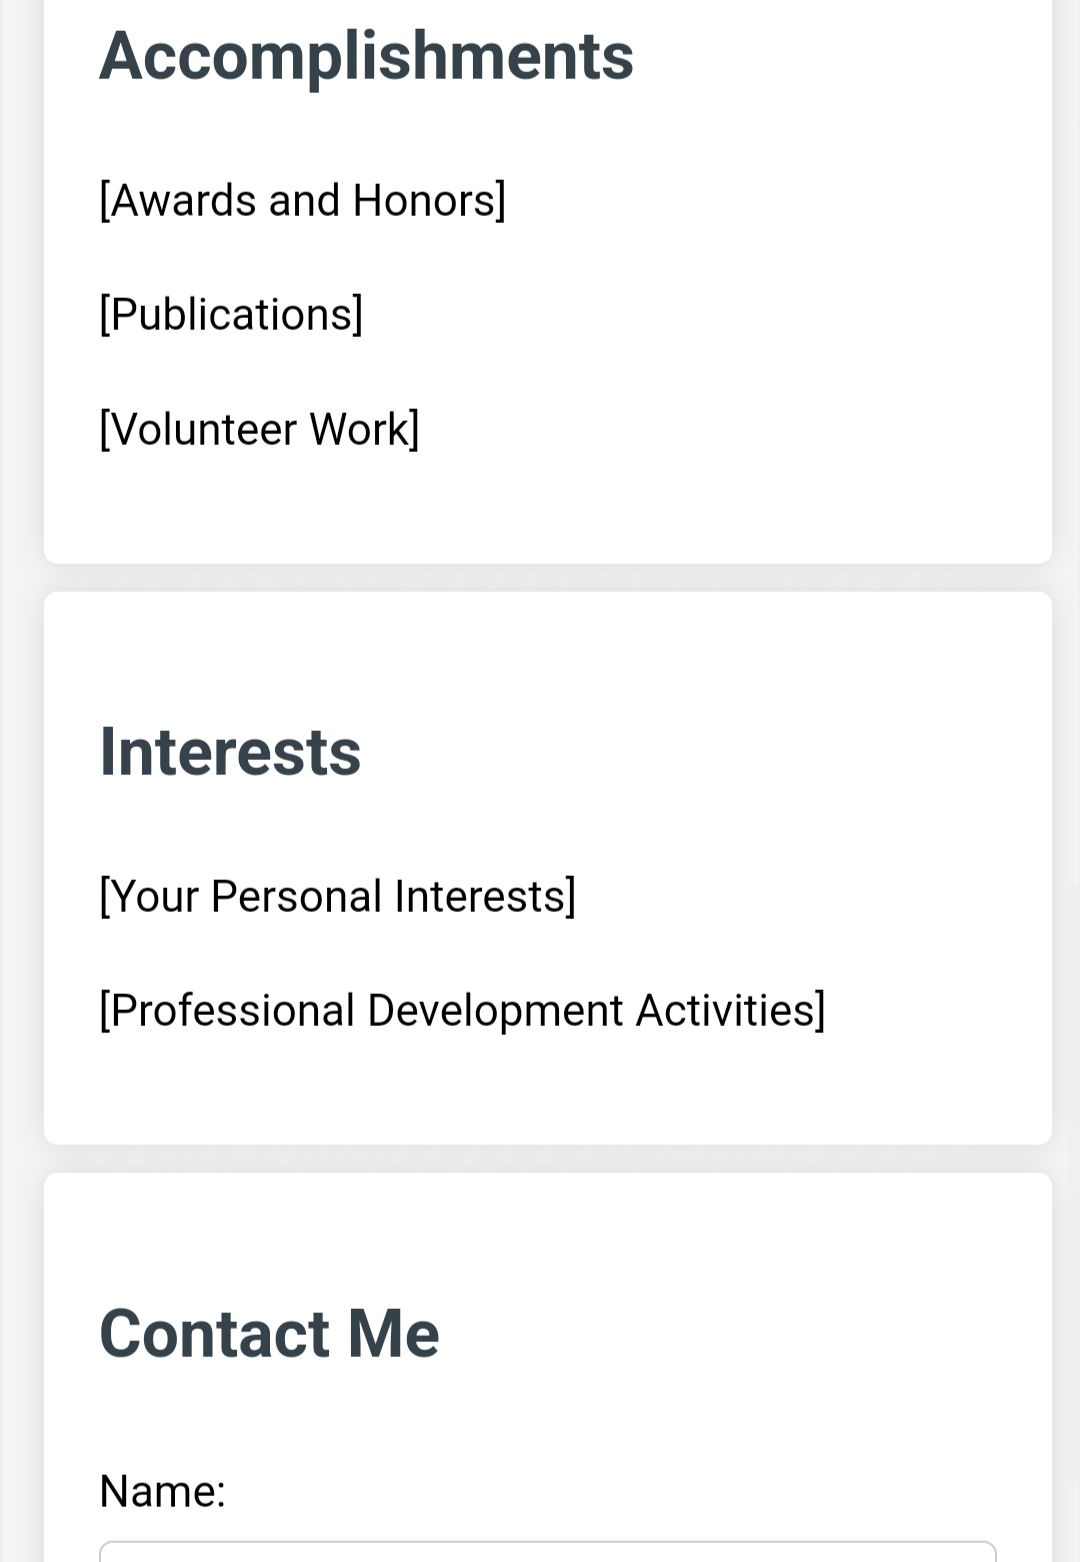 Accomplishments
[Awards and Honors]
[Publications]
[Volunteer Work]
Interests
[Your Personal Interests]
[Professional Development Activities]
Contact Me
Name: